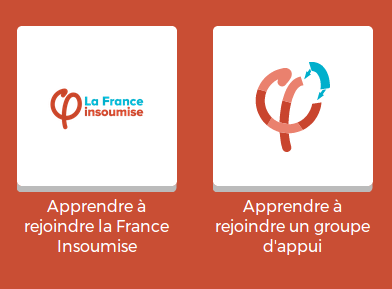 La France
insoumise
Apprendre à
rejoindre la France
Insoumise
Apprendre à
rejoindre un groupe
d'appui